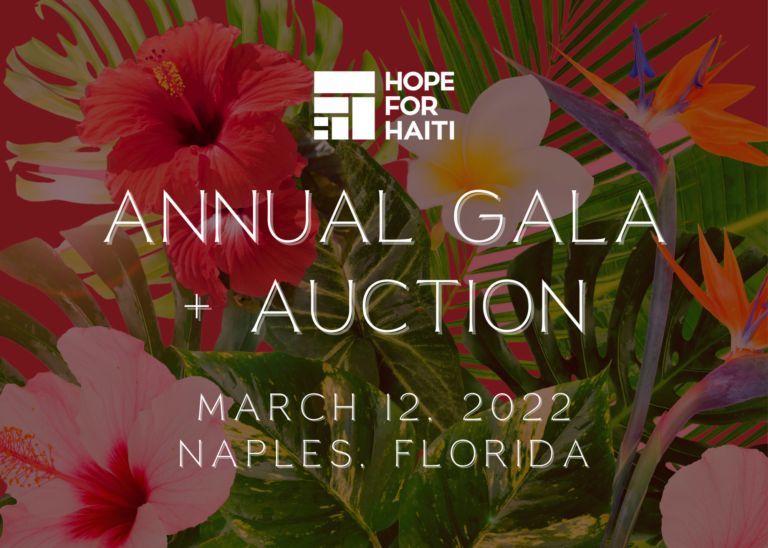 HOPE
FOR
HAITI
ANNUAL GALA
+ AUCTION
MARCH 12, 2022
NAPLES, FLORIDA